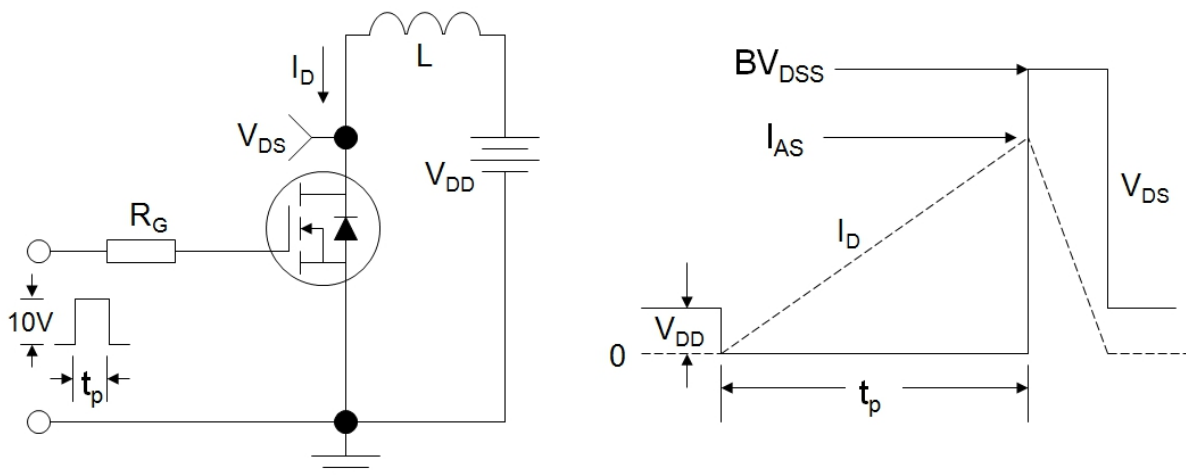 L
I_D
V_DS
V_DD
R_G
10V
t_p
BV_DSS
I_AS
V_DS
I_D
V_DD
0
t_p